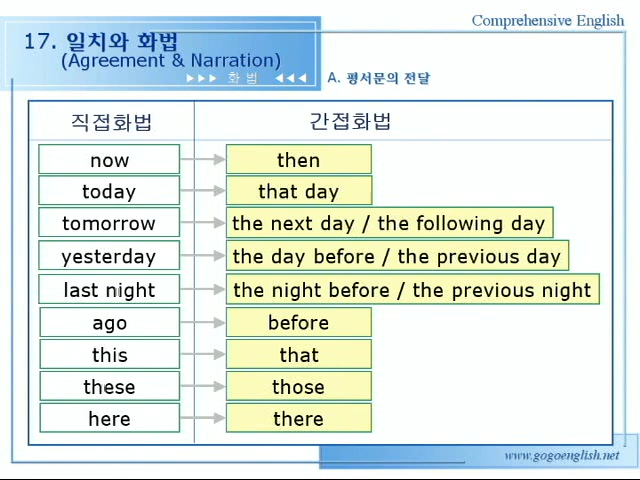 Comprehensive English
17. 일치와 화법
(Agreement & Narration)
▶▶▶ 화 법 ◀◀◀
A. 평서문의 전달
직접화법 간접화법
now then
today that day
tomorrow the next day / the following day
yesterday the day before / the previous day
last night the night before / the previous night
ago before
this that
these those
here there
www.gogoenglish.net